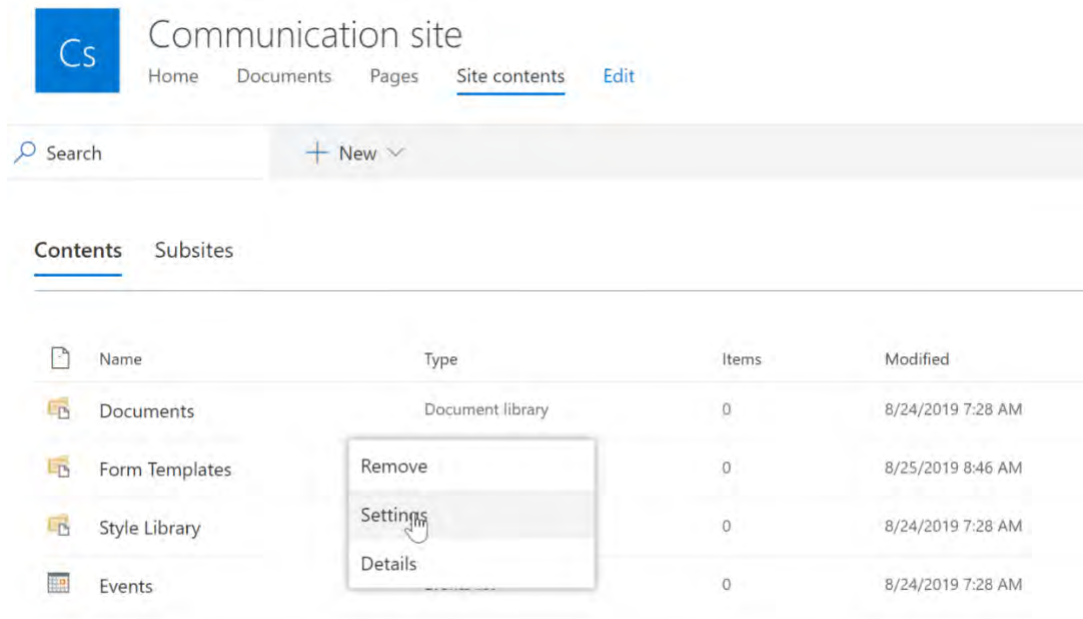 Cs
Communication site
Home Documents Pages Site contents Edit
Search New
Contents Subsites
Name Type Items Modified
Documents Document library 0 8/24/2019 7:28 AM
Form Templates 0 8/25/2019 8:46 AM
Remove
Settings
Style Library 0 8/24/2019 7:28 AM
Details
Events 0 8/24/2019 7:28 AM